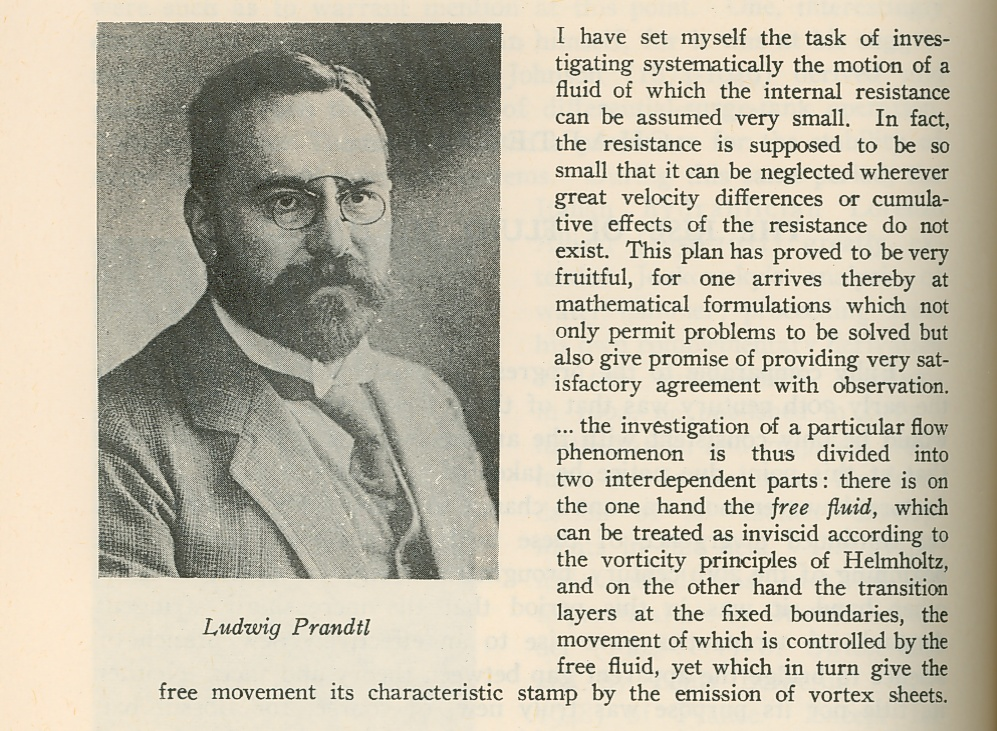 I have set myself the task of inves-
tigating systematically the motion of a
fluid of which the internal resistance
can be assumed very small. In fact,
the resistance is supposed to be so
small that it can be neglected wherever
great velocity differences or cumula-
tive effects of the resistance do not
exist. This plan has proved to be very
fruitful, for one arrives thereby at
mathematical formulations which not
only permit problems to be solved but
also give promise of providing very sat-
isfactory agreement with observation.
... the investigation of a particular flow
phenomenon is thus divided into
two interdependent parts: there is on
the one hand the free fluid, which
can be treated as inviscid according to
the vorticity principles of Helmholtz,
and on the other hand the transition
layers at the fixed boundaries, the
movement of which is controlled by the
free fluid, yet which in turn give the
free movement its characteristic stamp by the emission of vortex sheets.
Ludwig Prandtl